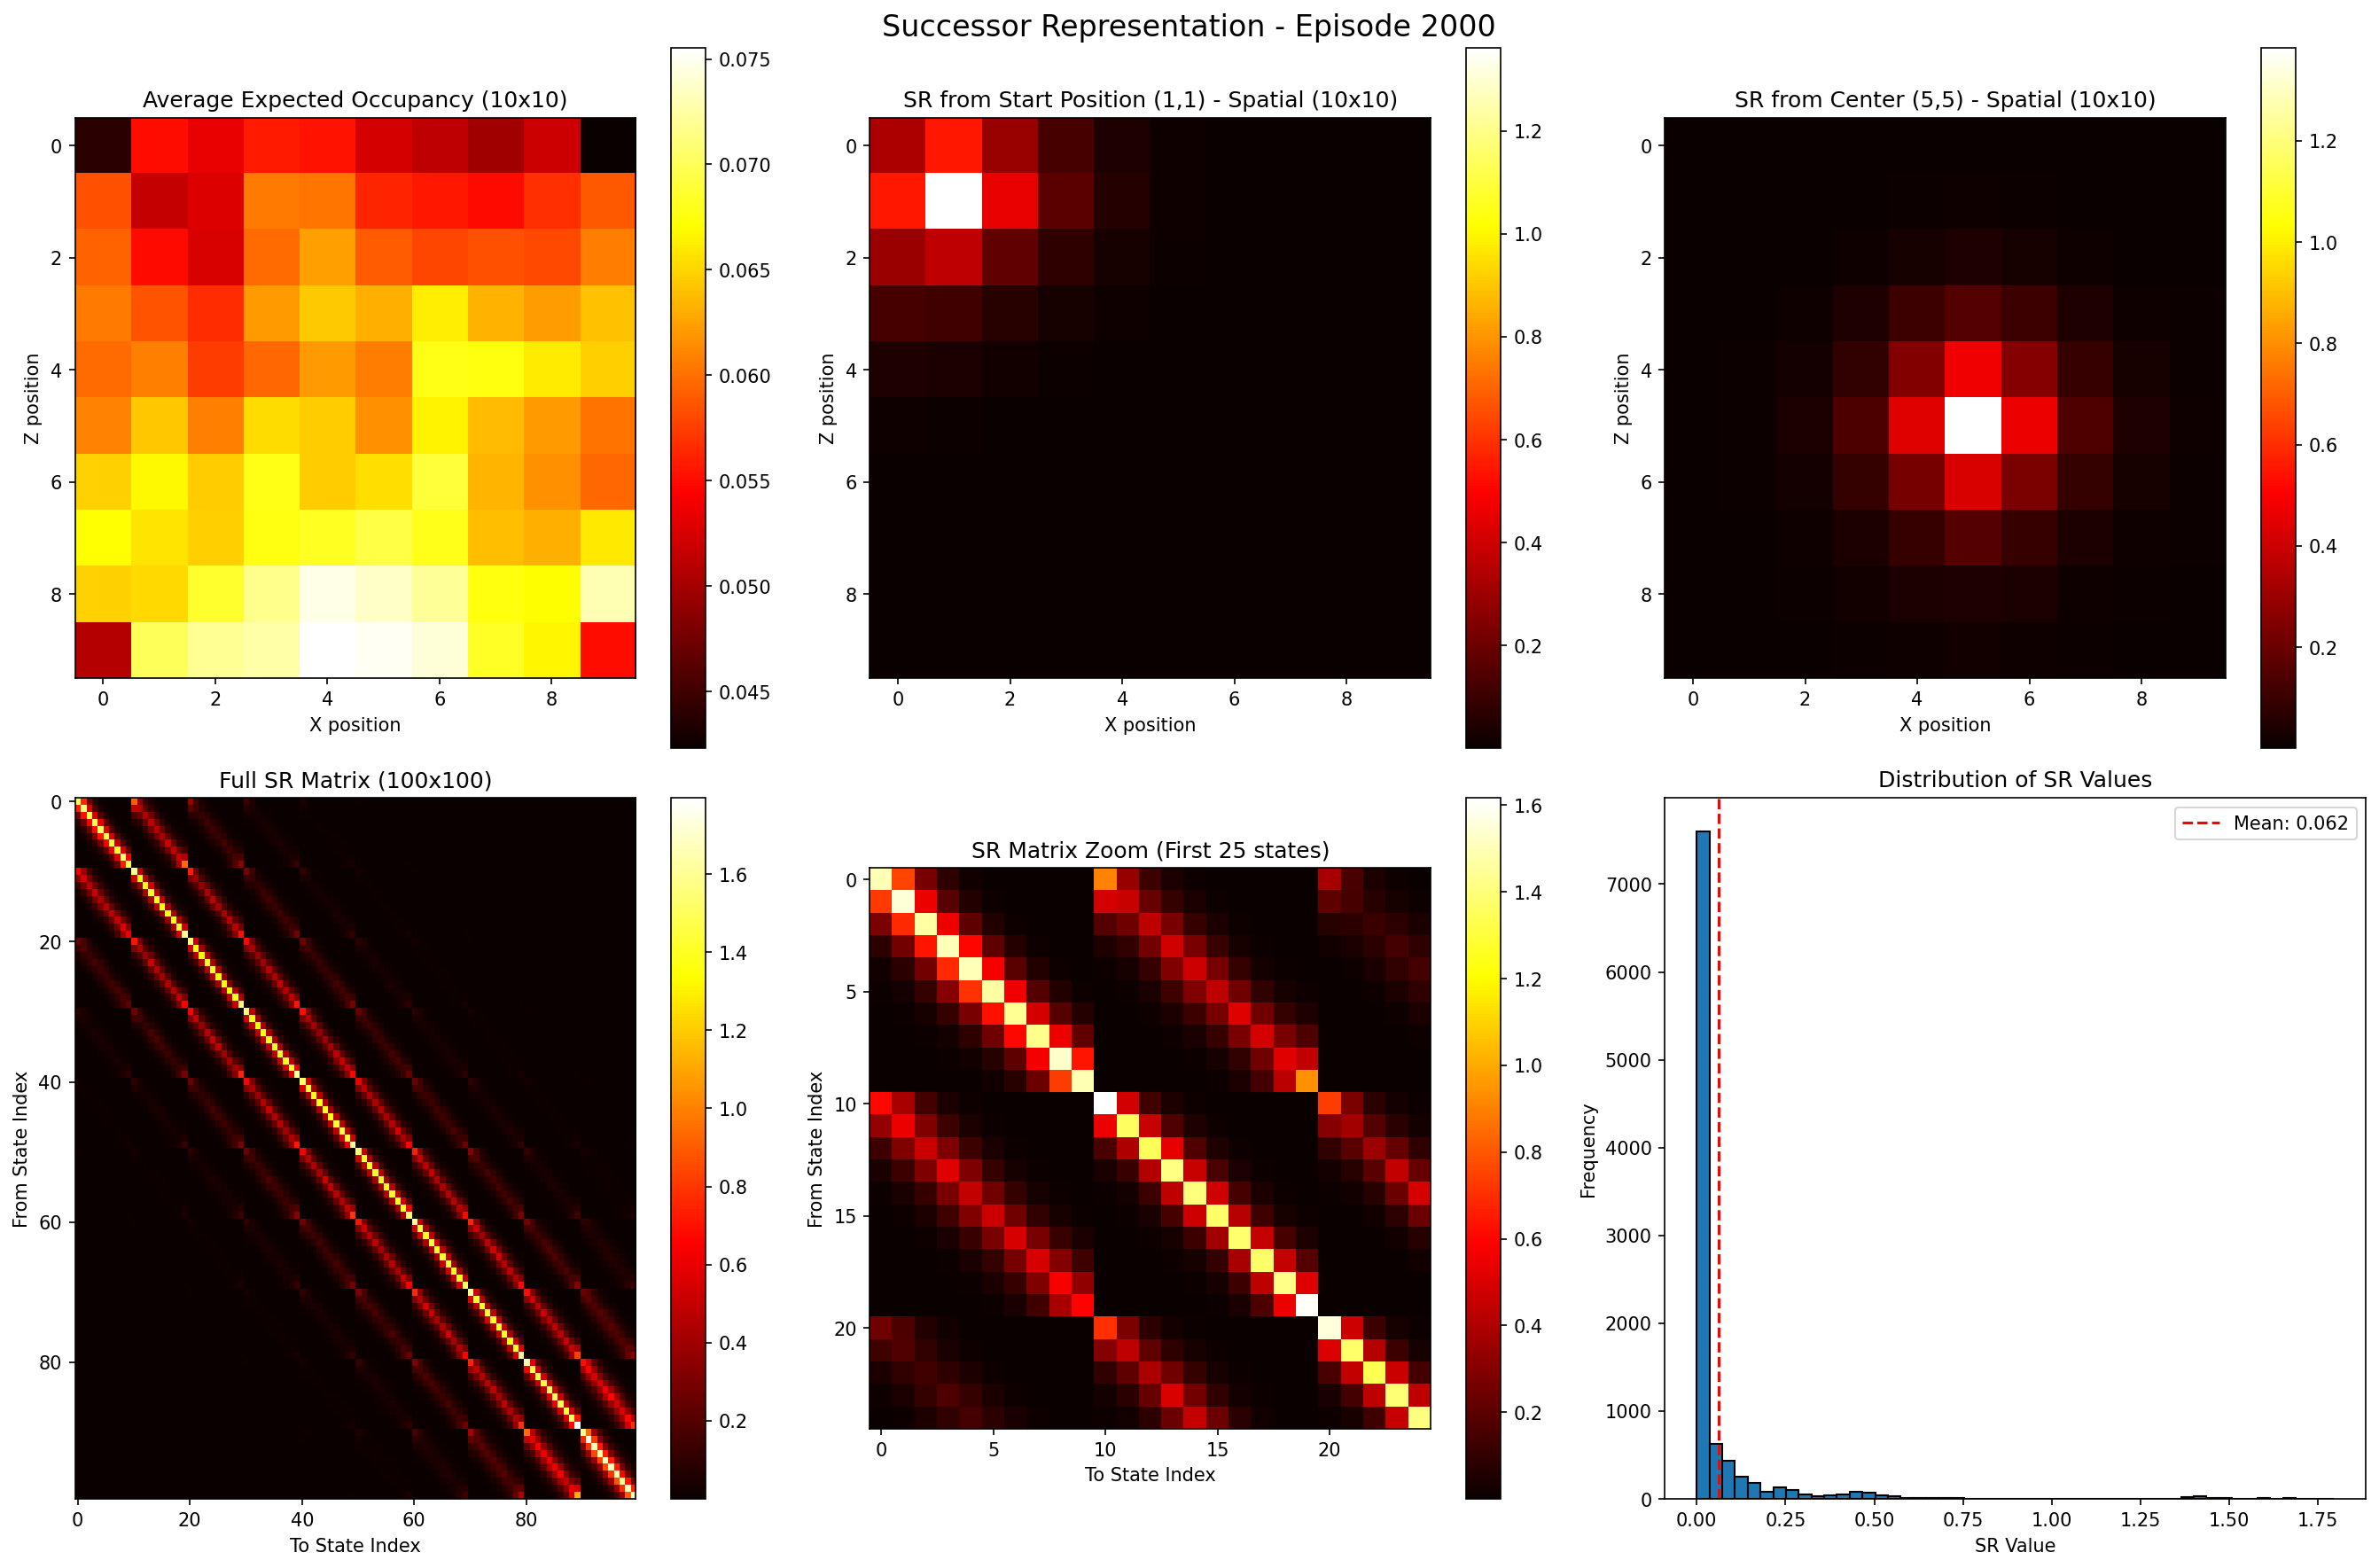 Successor Representation - Episode 2000
Average Expected Occupancy (10x10)
Z position
0
2
4
6
8
0 2 4 6 8
X position
0.075
0.070
0.065
0.060
0.055
0.050
0.045
SR from Start Position (1,1) - Spatial (10x10)
Z position
0
2
4
6
8
0 2 4 6 8
X position
1.2
1.0
0.8
0.6
0.4
0.2
SR from Center (5,5) - Spatial (10x10)
Z position
0
2
4
6
8
0 2 4 6 8
X position
1.2
1.0
0.8
0.6
0.4
0.2
Full SR Matrix (100x100)
From State Index
0
20
40
60
80
0 20 40 60 80
To State Index
1.6
1.4
1.2
1.0
0.8
0.6
0.4
0.2
SR Matrix Zoom (First 25 states)
From State Index
0
5
10
15
20
0 5 10 15 20
To State Index
1.6
1.4
1.2
1.0
0.8
0.6
0.4
0.2
Distribution of SR Values
Mean: 0.062
Frequency
7000
6000
5000
4000
3000
2000
1000
0
0.00 0.25 0.50 0.75 1.00 1.25 1.50 1.75
SR Value